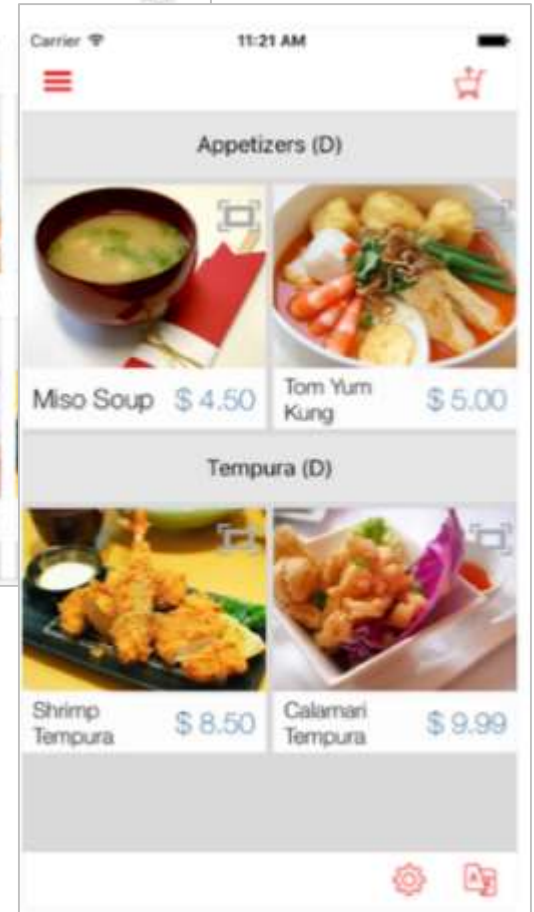 Carrier 11:21 AM
Appetizers (D)
Miso Soup $ 4.50
Tom Yum
Kung
$ 5.00
Tempura (D)
Shrimp
Tempura
$ 8.50
Calamari
Tempura
$ 9.99
A